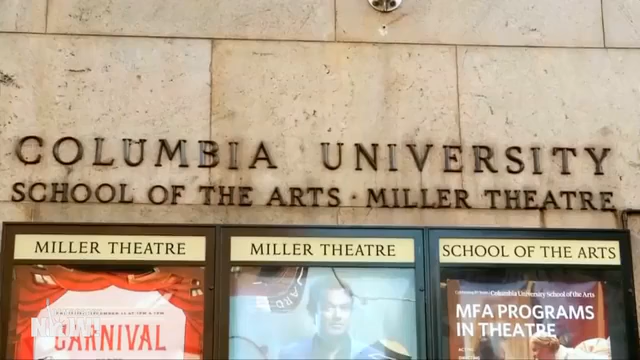 COLUMBIA UNIVERSITY
SCHOOL OF THE ARTS · MILLER THEATRE
MILLER THEATRE
MILLER THEATRE
SCHOOL OF THE ARTS
CARNIVAL
Columbia University School of the Arts
MFA PROGRAMS
IN THEATRE